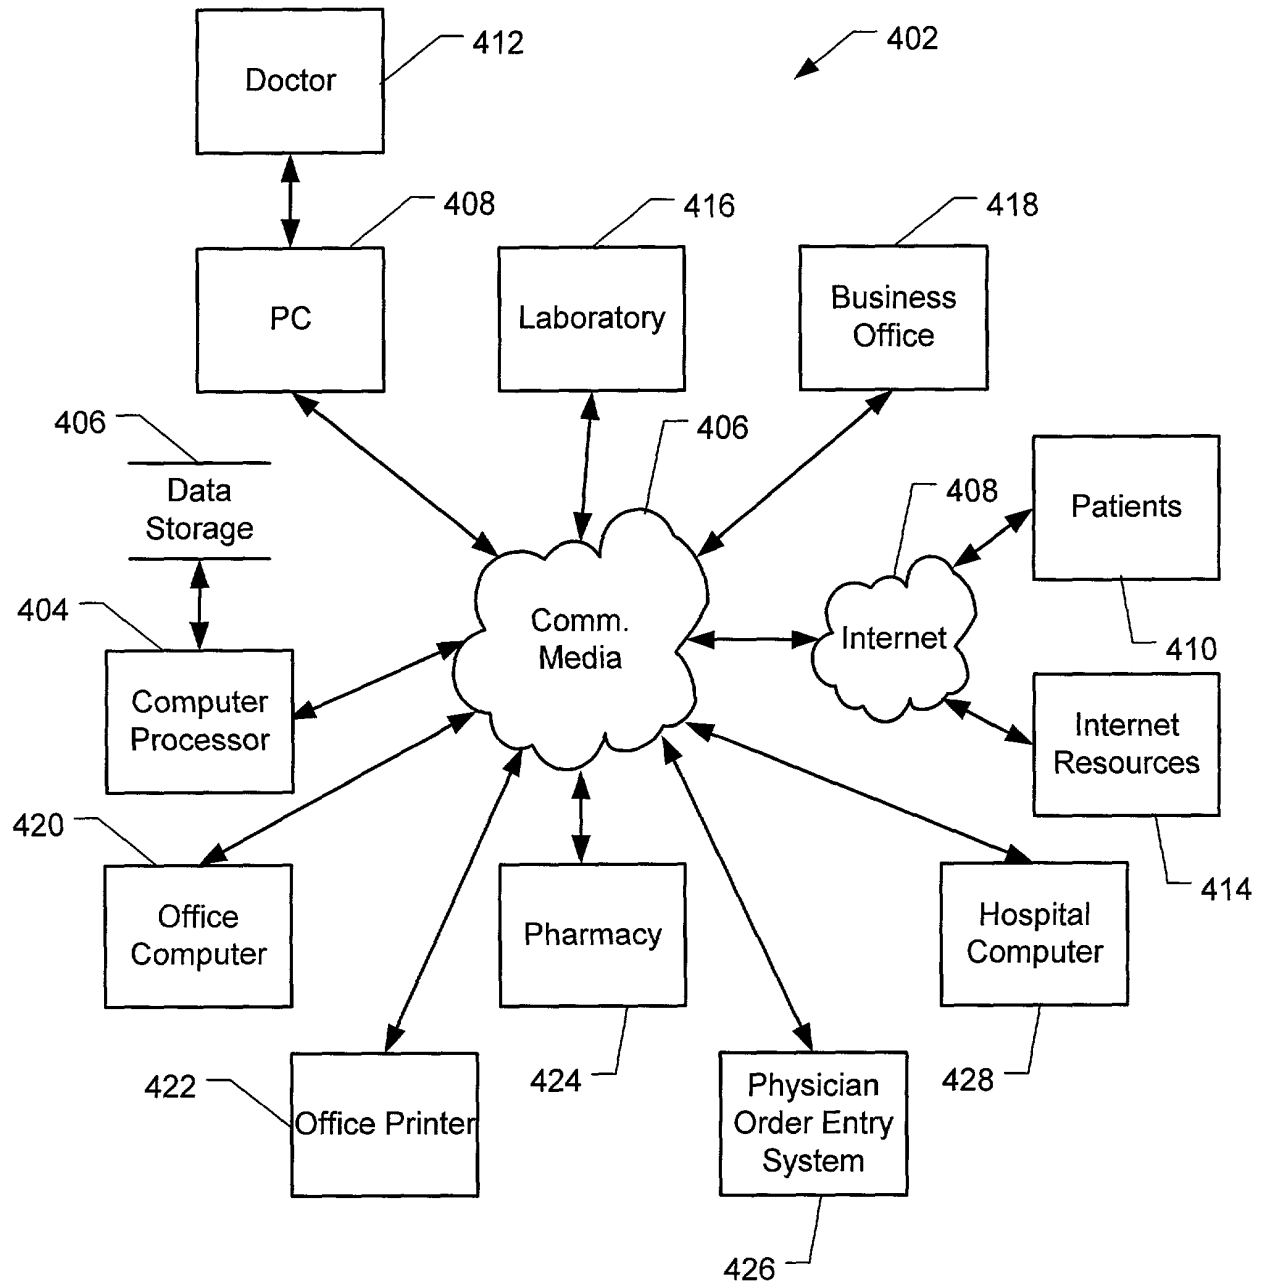 412
402
Doctor
408
416
418
PC
Laboratory
Business
Office
406
406
Data
Storage
408
Patients
404
Comm.
Media
Internet
410
Computer
Processor
Internet
Resources
420
414
Office
Computer
Pharmacy
Hospital
Computer
422
424
428
Office Printer
Physician
Order Entry
System
426